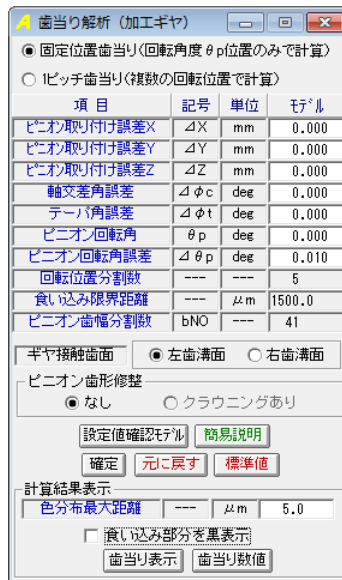 歯当り解析 (加工ギヤ)
固定位置歯当り(回転角度θp位置のみで計算)
1ピッチ歯当り(複数の回転位置で計算)
項 目 記号 単位 ﾓﾃﾞﾙ
ﾋﾟﾆｵﾝ取り付け誤差X ⊿X mm 0.000
ﾋﾟﾆｵﾝ取り付け誤差Y ⊿Y mm 0.000
ﾋﾟﾆｵﾝ取り付け誤差Z ⊿Z mm 0.000
軸交差角誤差 ⊿φc deg 0.000
テーパ角誤差 ⊿φt deg 0.000
ピニオン回転角 θp deg 0.000
ピニオン回転角誤差 ⊿θp deg 0.010
回転位置分割数 --- --- 5
食い込み限界距離 --- μm 1500.0
ピニオン歯幅分割数 bNO 41
ギヤ接触歯面 左歯溝面 右歯溝面
ピニオン歯形修整
なし クラウニングあり
設定値確認ﾓﾃﾞﾙ 簡易説明
確定 元に戻す 標準値
計算結果表示
色分布最大距離 --- μm 5.0
食い込み部分を黒表示
歯当り表示 歯当り数値